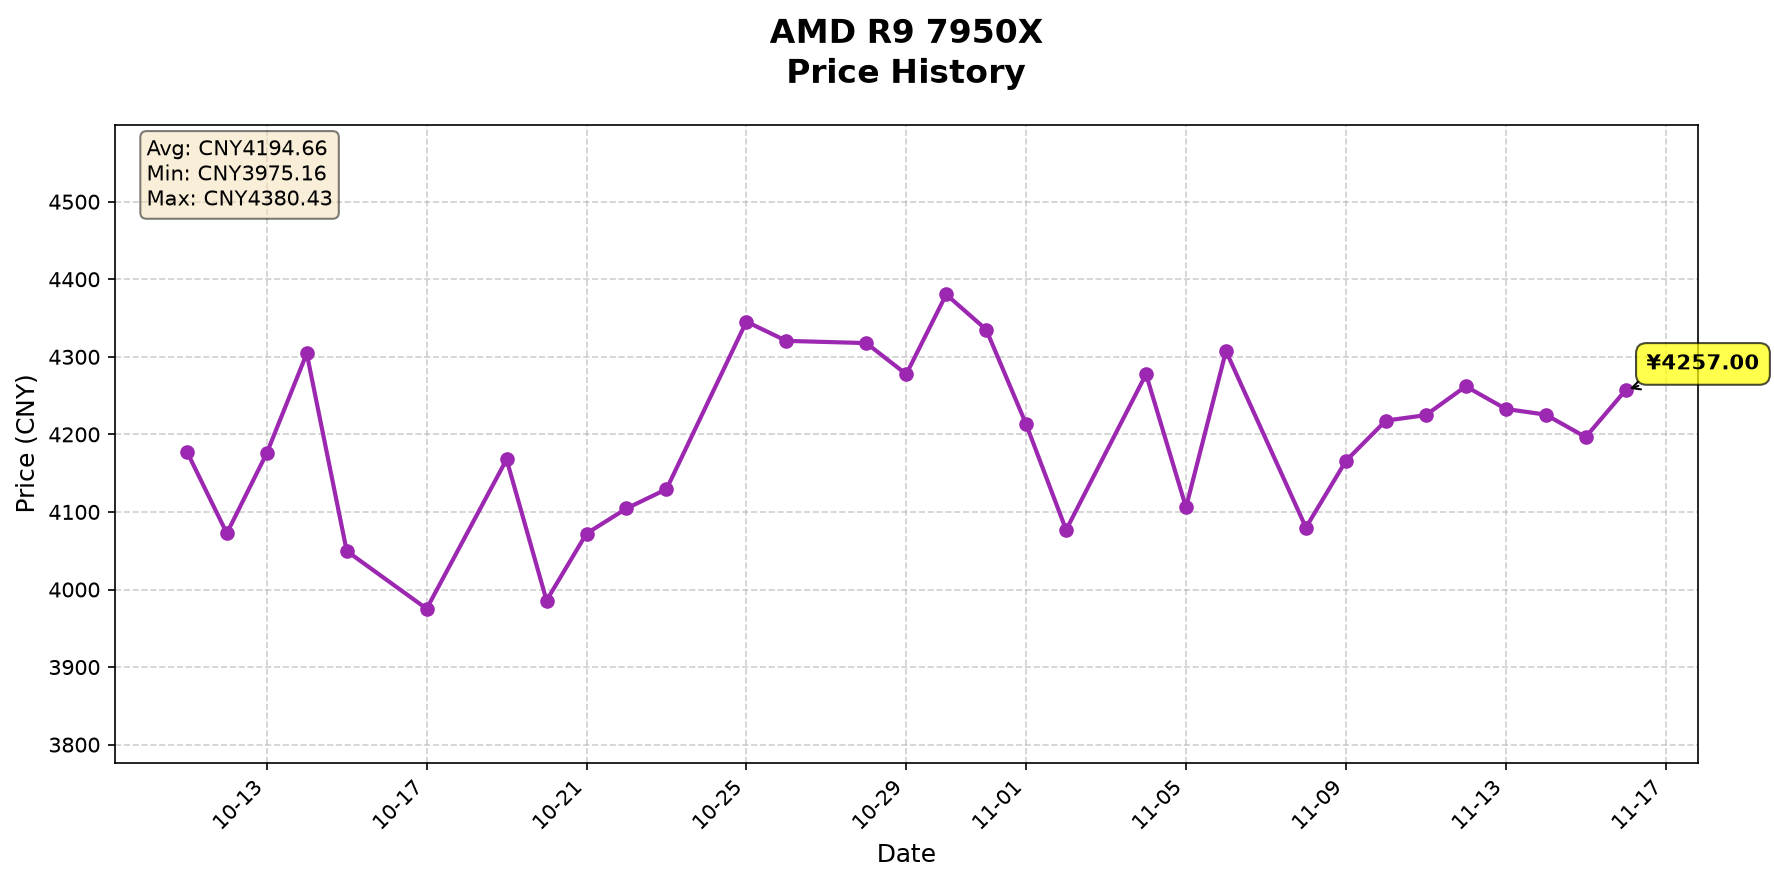 AMD R9 7950X
Price History
Avg: CNY4194.66
Min: CNY3975.16
Max: CNY4380.43
¥4257.00
Price (CNY)
4500
4400
4300
4200
4100
4000
3900
3800
10-13
10-17
10-21
10-25
10-29
11-01
11-05
11-09
11-13
11-17
Date